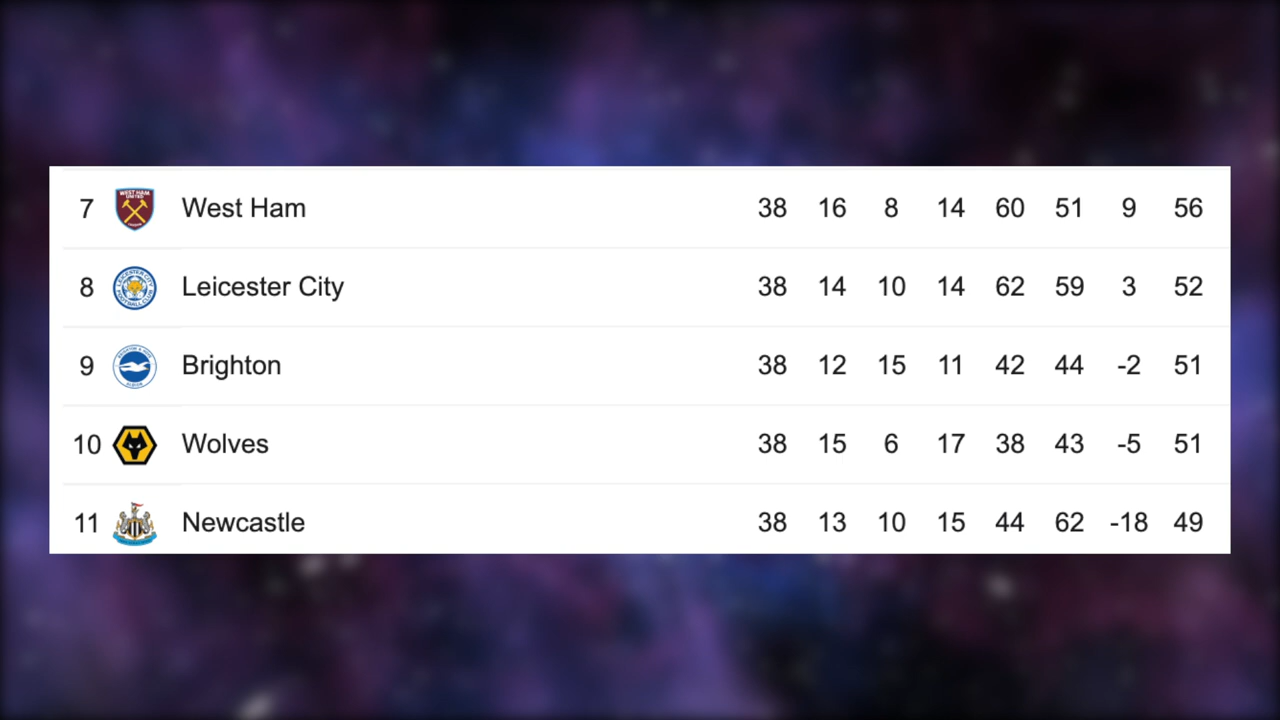 7 West Ham 38 16 8 14 60 51 9 56
8 Leicester City 38 14 10 14 62 59 3 52
9 Brighton 38 12 15 11 42 44 -2 51
10 Wolves 38 15 6 17 38 43 -5 51
11 Newcastle 38 13 10 15 44 62 -18 49